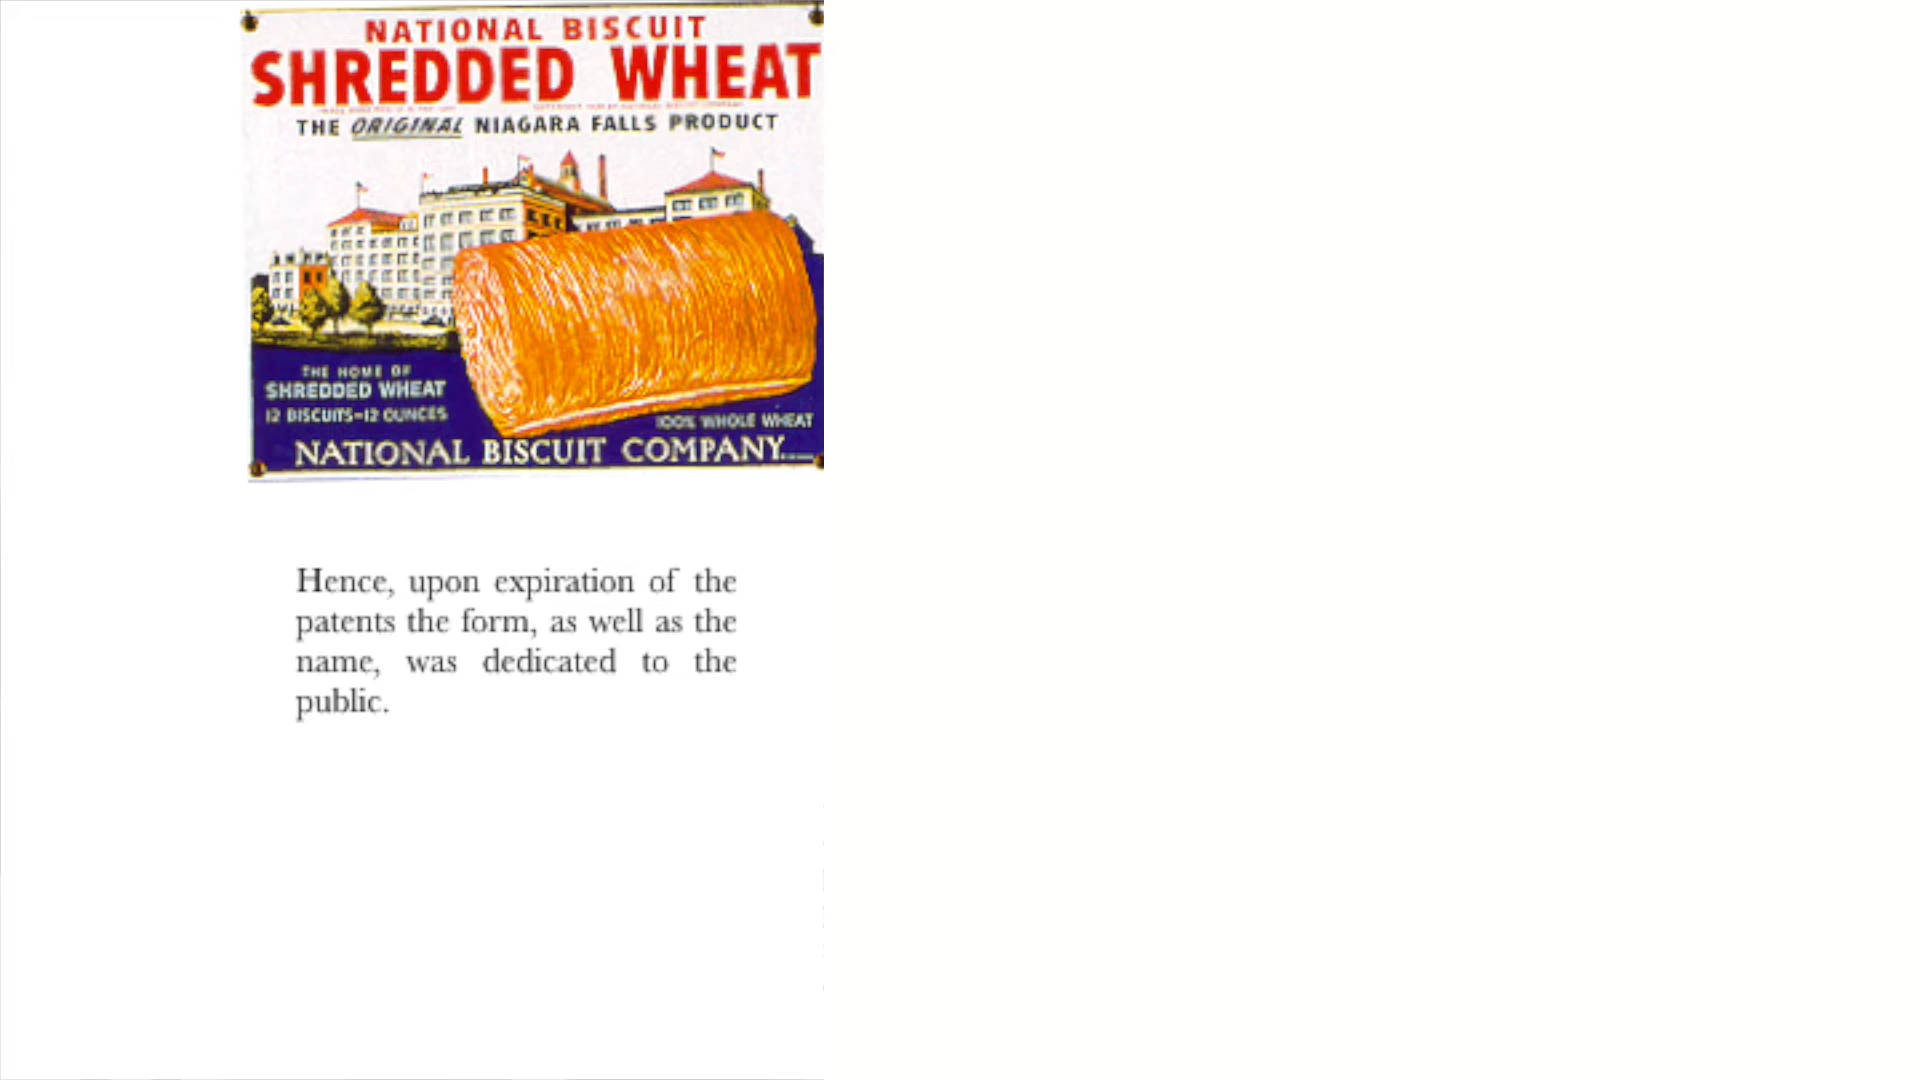 NATIONAL BISCUIT
SHREDDED WHEAT
THE ORIGINAL NIAGARA FALLS PRODUCT
THE HOME OF
SHREDDED WHEAT
12 BISCUITS-12 OUNCES
100% WHOLE WHEAT
NATIONAL BISCUIT COMPANY
Hence, upon expiration of the
patents the form, as well as the
name, was dedicated to the
public.